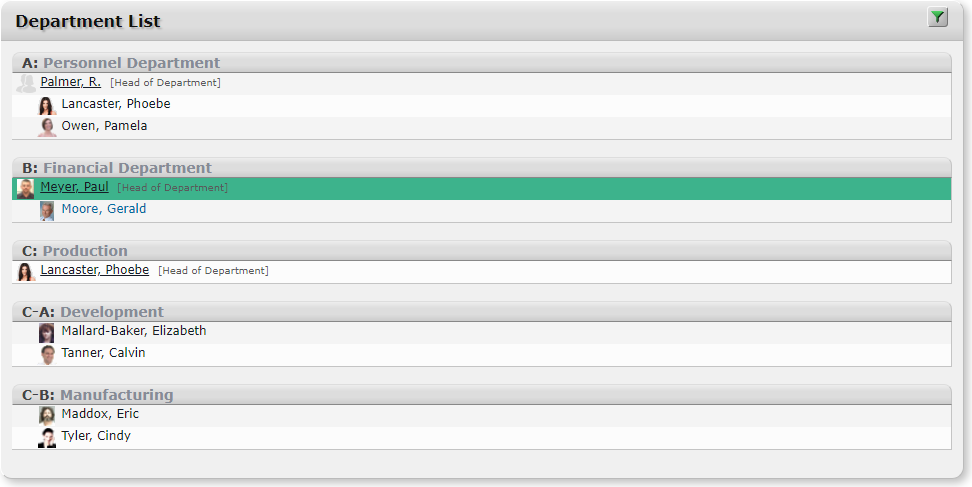 Department List
A: Personnel Department
Palmer, R. [Head of Department]
Lancaster, Phoebe
Owen, Pamela
B: Financial Department
Meyer, Paul [Head of Department]
Moore, Gerald
C: Production
Lancaster, Phoebe [Head of Department]
C-A: Development
Mallard-Baker, Elizabeth
Tanner, Calvin
C-B: Manufacturing
Maddox, Eric
Tyler, Cindy